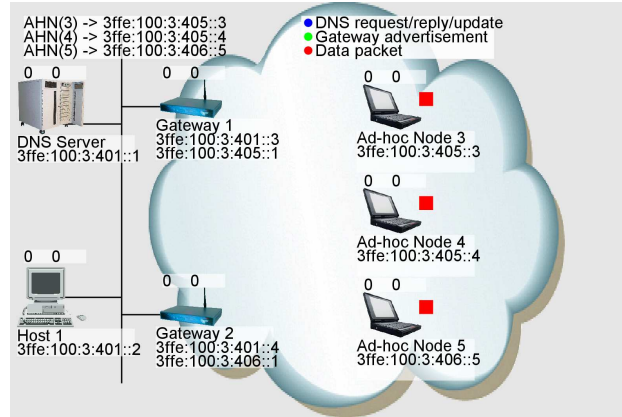 AHN(3) -> 3ffe:100:3:405::3
AHN(4) -> 3ffe:100:3:405::4
AHN(5) -> 3ffe:100:3:406::5
DNS request/reply/update
Gateway advertisement
Data packet
0 0
DNS Server
3ffe:100:3:401::1
0 0
Gateway 1
3ffe:100:3:401::3
3ffe:100:3:405::1
0 0
Ad-hoc Node 3
3ffe:100:3:405::3
0 0
Ad-hoc Node 4
3ffe:100:3:405::4
0 0
Host 1
3ffe:100:3:401::2
0 0
Gateway 2
3ffe:100:3:401::4
3ffe:100:3:406::1
0 0
Ad-hoc Node 5
3ffe:100:3:406::5